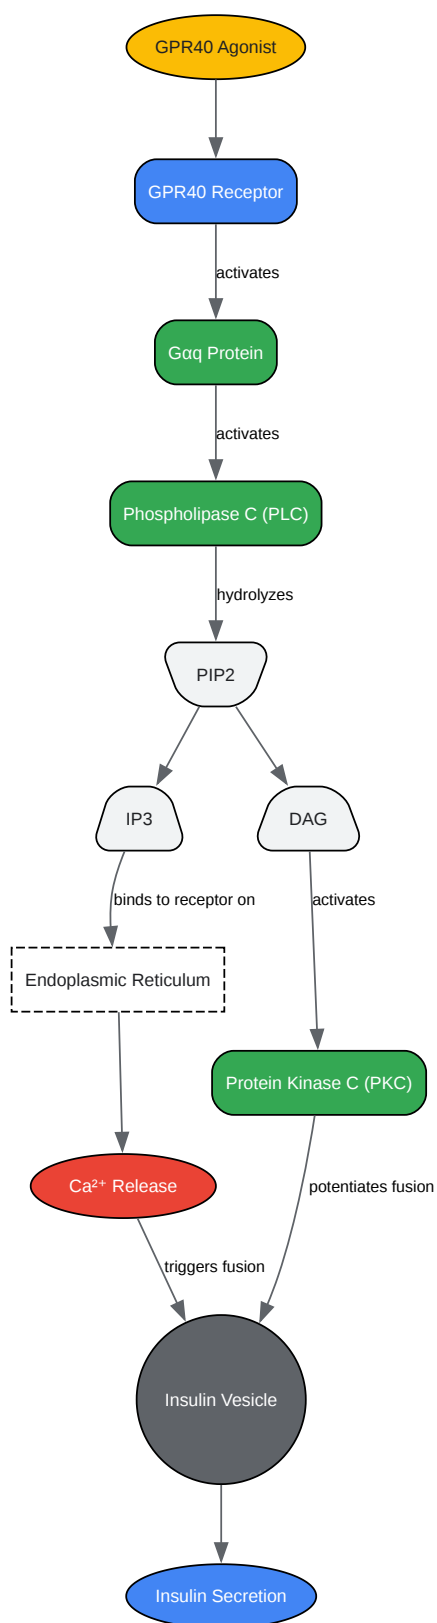 GPR40 Agonist
GPR40 Receptor
activates
Gαq Protein
activates
Phospholipase C (PLC)
hydrolyzes
PIP2
IP3
DAG
binds to receptor on
activates
Endoplasmic Reticulum
Protein Kinase C (PKC)
Ca²⁺ Release
potentiates fusion
triggers fusion
Insulin Vesicle
Insulin Secretion